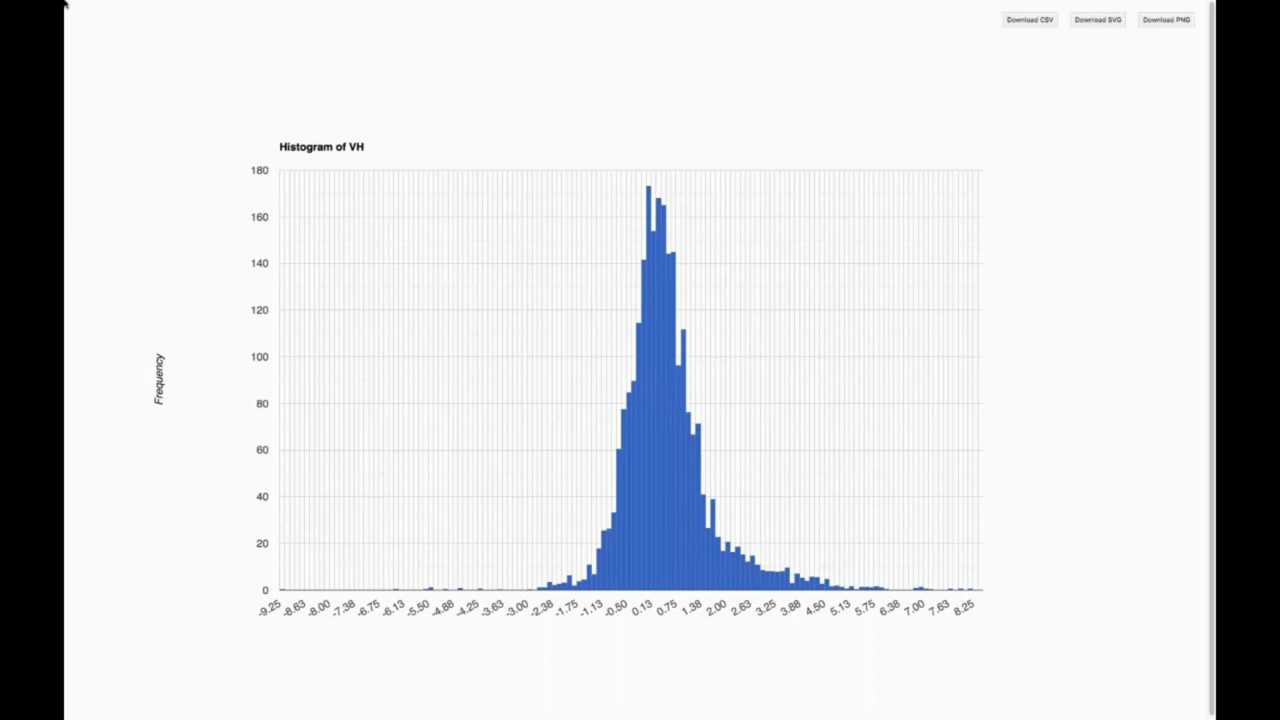 Download CSV Download SVG Download PNG
Histogram of VH
180
160
140
120
100
80
60
40
20
0
Frequency
-9.25 -8.63 -8.00 -7.38 -6.75 -6.13 -5.50 -4.88 -4.25 -3.63 -3.00 -2.38 -1.75 -1.13 -0.50 0.13 0.75 1.38 2.00 2.63 3.25 3.88 4.50 5.13 5.75 6.38 7.00 7.63 8.25